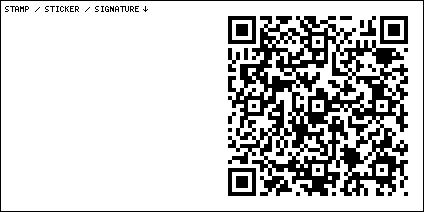 STAMP / STICKER / SIGNATURE ↓